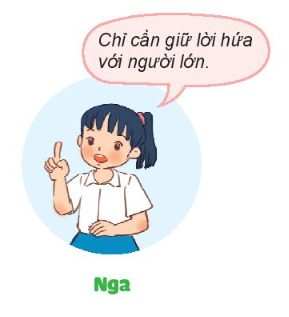 Chỉ cần giữ lời hứa
với người lớn.
Nga